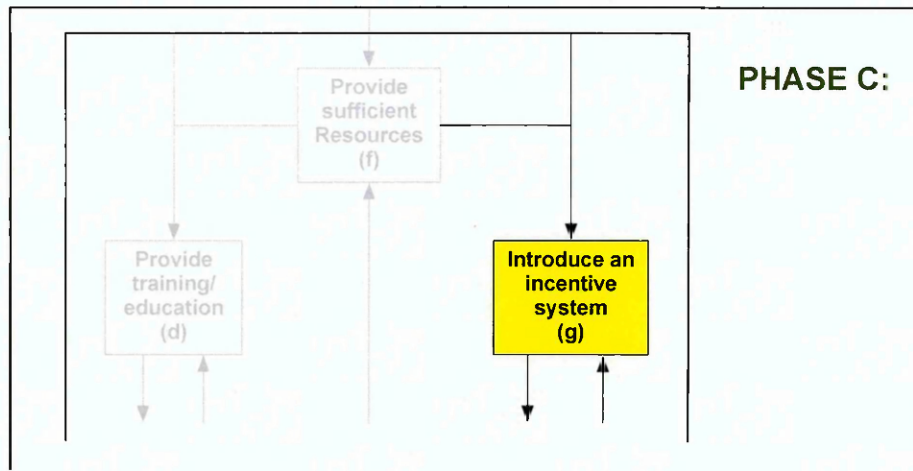 PHASE C:
Provide
sufficient
Resources
(f)
Provide
training/
education
(d)
Introduce an
incentive
system
(g)